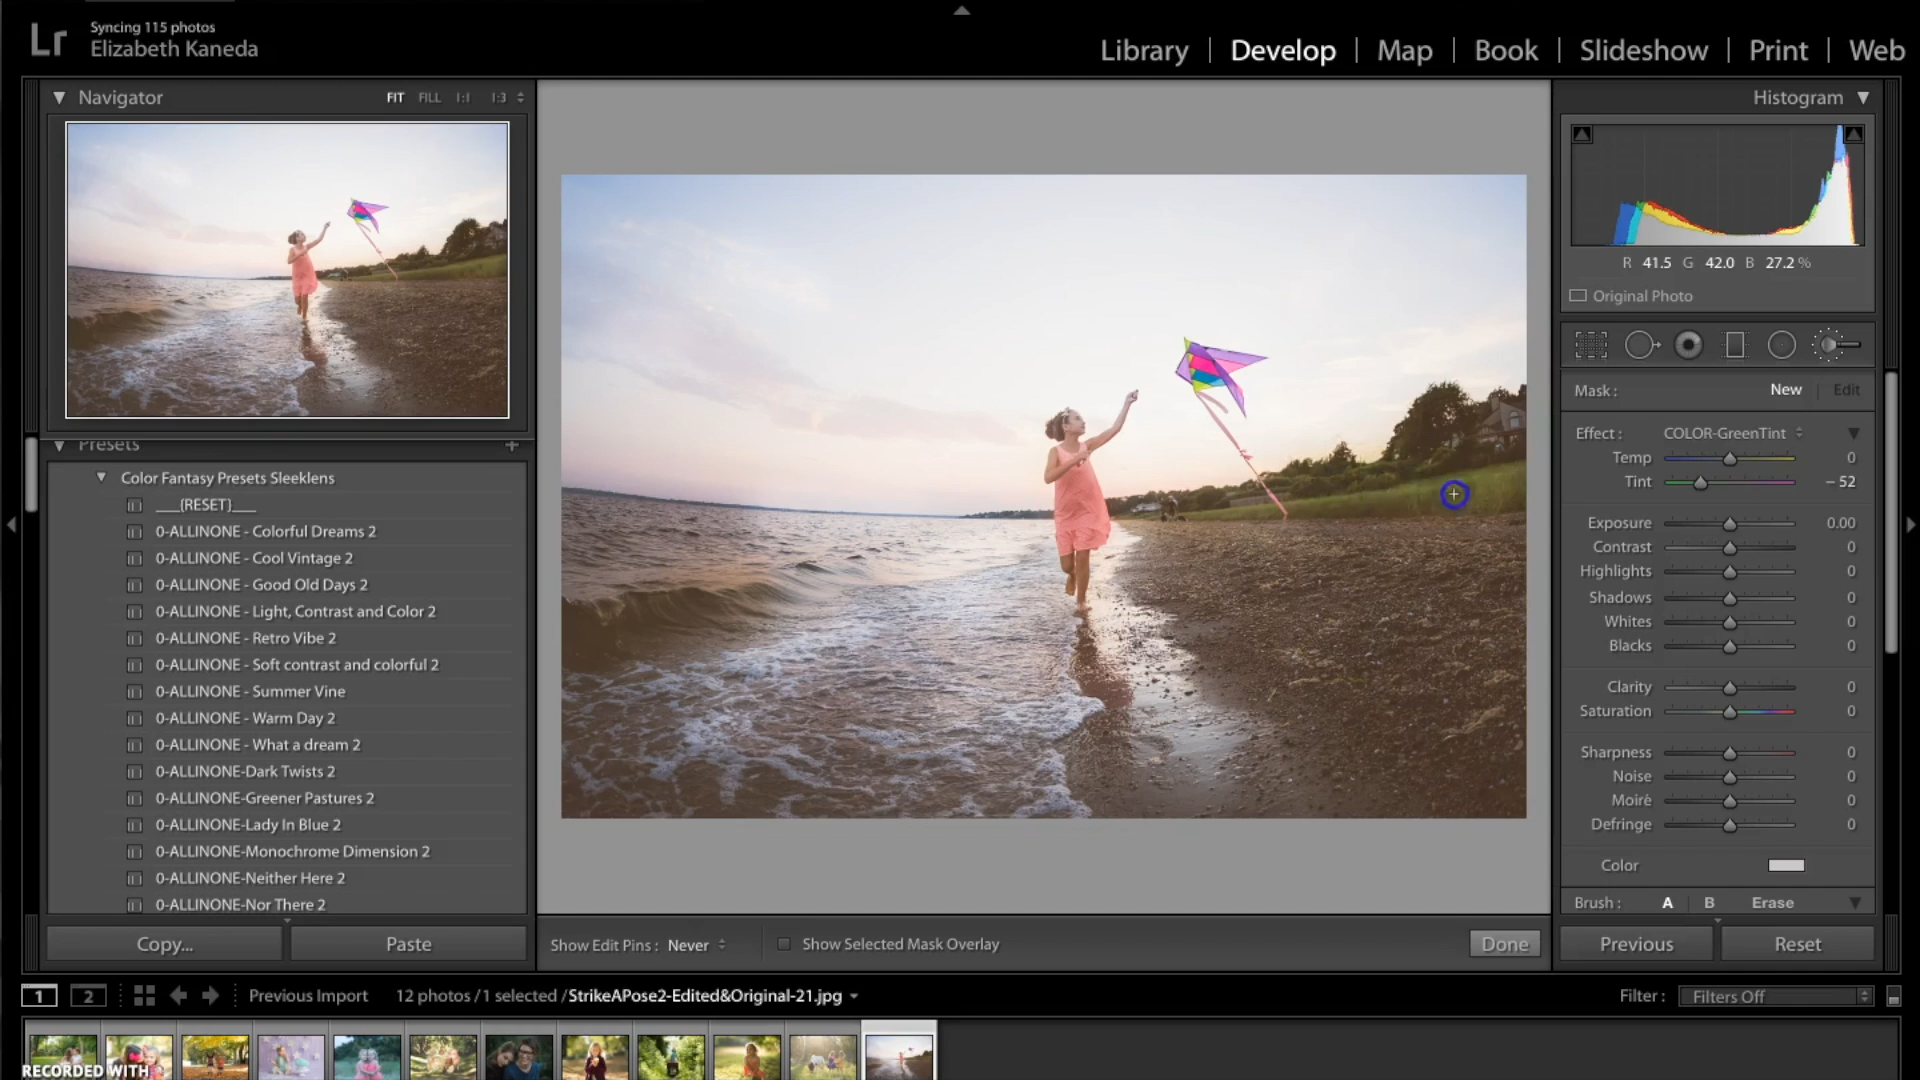 Lr
Syncing 115 photos
Elizabeth Kaneda
Library | Develop | Map | Book | Slideshow | Print | Web
Navigator FIT FILL 1:1 1:3
Presets +
Color Fantasy Presets Sleeklens
___{RESET}___
0-ALLINONE - Colorful Dreams 2
0-ALLINONE - Cool Vintage 2
0-ALLINONE - Good Old Days 2
0-ALLINONE - Light, Contrast and Color 2
0-ALLINONE - Retro Vibe 2
0-ALLINONE - Soft contrast and colorful 2
0-ALLINONE - Summer Vine
0-ALLINONE - Warm Day 2
0-ALLINONE - What a dream 2
0-ALLINONE-Dark Twists 2
0-ALLINONE-Greener Pastures 2
0-ALLINONE-Lady In Blue 2
0-ALLINONE-Monochrome Dimension 2
0-ALLINONE-Neither Here 2
0-ALLINONE-Nor There 2
Copy... Paste
Show Edit Pins : Never Show Selected Mask Overlay Done
Histogram
R 41.5 G 42.0 B 27.2 %
Original Photo
Mask : New | Edit
Effect : COLOR-GreenTint
Temp 0
Tint – 52
Exposure 0.00
Contrast 0
Highlights 0
Shadows 0
Whites 0
Blacks 0
Clarity 0
Saturation 0
Sharpness 0
Noise 0
Moiré 0
Defringe 0
Color
Brush : A B Erase
Previous Reset
1 2 Previous Import 12 photos / 1 selected / StrikeAPose2-Edited&Original-21.jpg Filter : Filters Off
RECORDED WITH